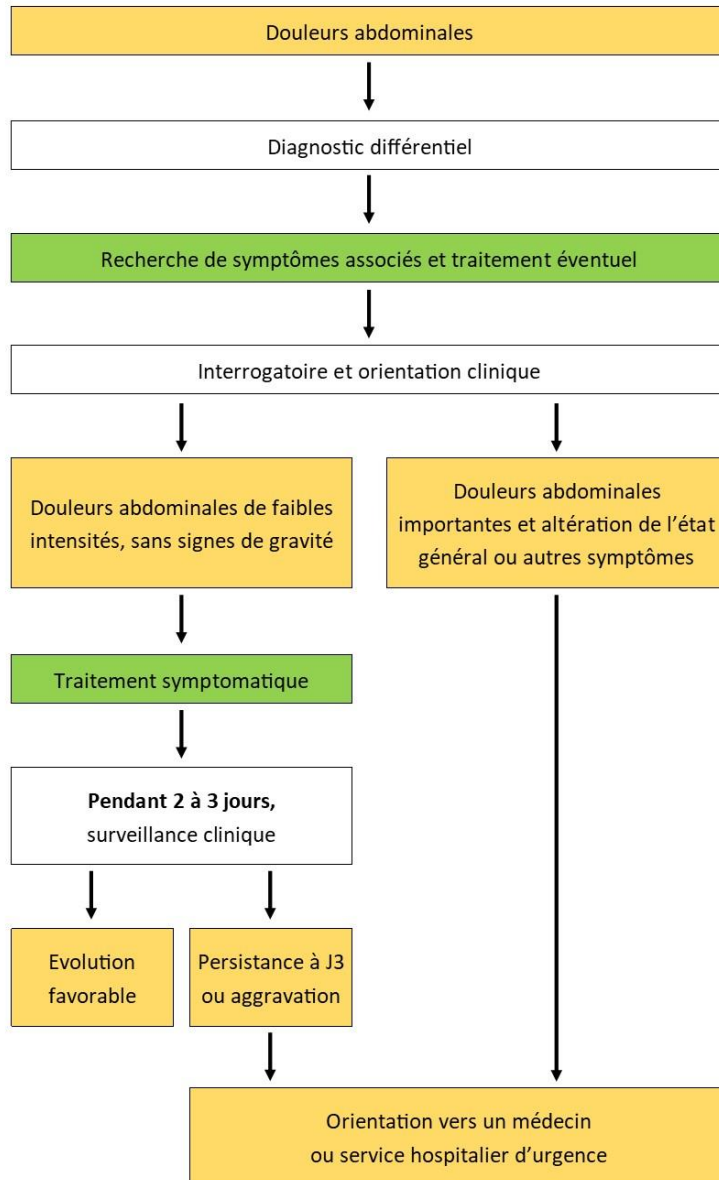 Douleurs abdominales
Diagnostic différentiel
Recherche de symptômes associés et traitement éventuel
Interrogatoire et orientation clinique
Douleurs abdominales de faibles
intensités, sans signes de gravité
Douleurs abdominales
importantes et altération de l’état
général ou autres symptômes
Traitement symptomatique
Pendant 2 à 3 jours,
surveillance clinique
Evolution
favorable
Persistance à J3
ou aggravation
Orientation vers un médecin
ou service hospitalier d’urgence